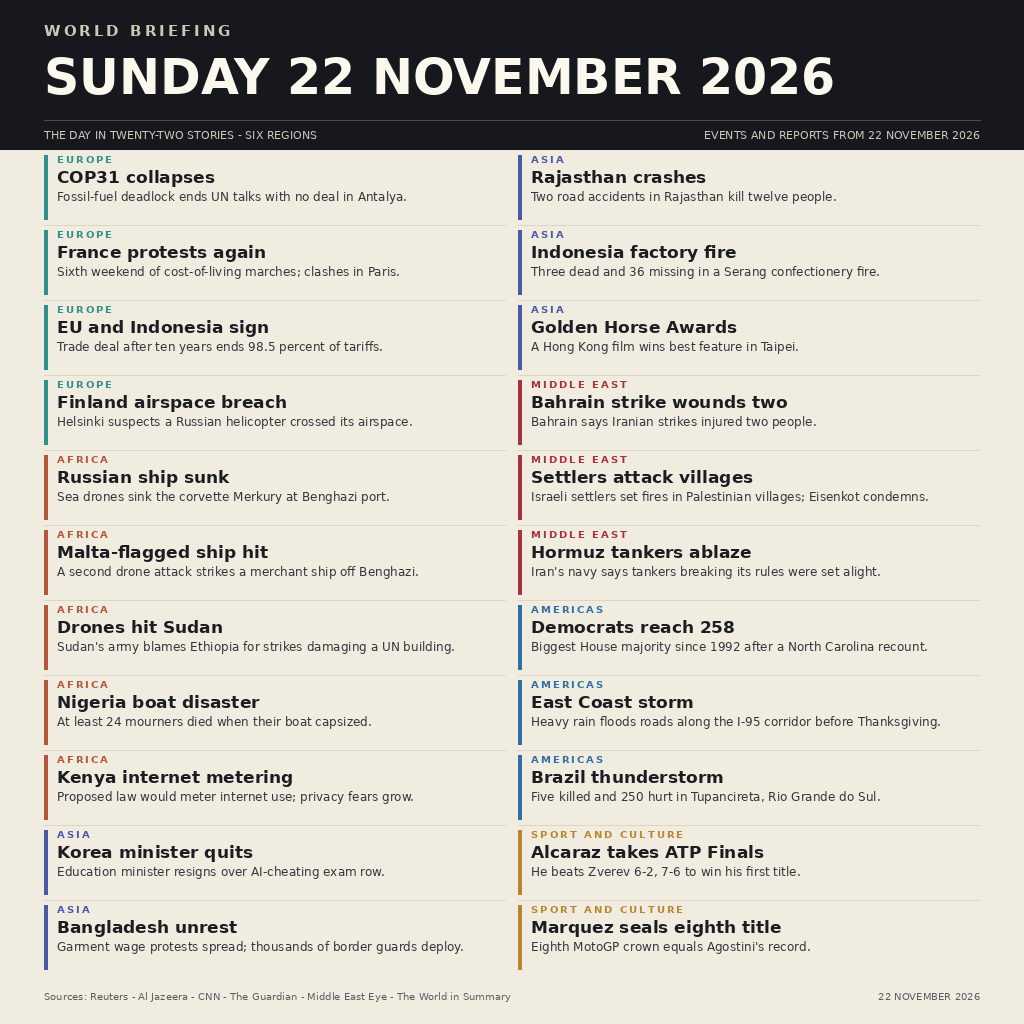 WORLD BRIEFING
SUNDAY 22 NOVEMBER 2026
THE DAY IN TWENTY-TWO STORIES - SIX REGIONS
EVENTS AND REPORTS FROM 22 NOVEMBER 2026
EUROPE
COP31 collapses
Fossil-fuel deadlock ends UN talks with no deal in Antalya.
EUROPE
France protests again
Sixth weekend of cost-of-living marches; clashes in Paris.
EUROPE
EU and Indonesia sign
Trade deal after ten years ends 98.5 percent of tariffs.
EUROPE
Finland airspace breach
Helsinki suspects a Russian helicopter crossed its airspace.
AFRICA
Russian ship sunk
Sea drones sink the corvette Merkury at Benghazi port.
AFRICA
Malta-flagged ship hit
A second drone attack strikes a merchant ship off Benghazi.
AFRICA
Drones hit Sudan
Sudan's army blames Ethiopia for strikes damaging a UN building.
AFRICA
Nigeria boat disaster
At least 24 mourners died when their boat capsized.
AFRICA
Kenya internet metering
Proposed law would meter internet use; privacy fears grow.
ASIA
Korea minister quits
Education minister resigns over AI-cheating exam row.
ASIA
Bangladesh unrest
Garment wage protests spread; thousands of border guards deploy.
ASIA
Rajasthan crashes
Two road accidents in Rajasthan kill twelve people.
ASIA
Indonesia factory fire
Three dead and 36 missing in a Serang confectionery fire.
ASIA
Golden Horse Awards
A Hong Kong film wins best feature in Taipei.
MIDDLE EAST
Bahrain strike wounds two
Bahrain says Iranian strikes injured two people.
MIDDLE EAST
Settlers attack villages
Israeli settlers set fires in Palestinian villages; Eisenkot condemns.
MIDDLE EAST
Hormuz tankers ablaze
Iran's navy says tankers breaking its rules were set alight.
AMERICAS
Democrats reach 258
Biggest House majority since 1992 after a North Carolina recount.
AMERICAS
East Coast storm
Heavy rain floods roads along the I-95 corridor before Thanksgiving.
AMERICAS
Brazil thunderstorm
Five killed and 250 hurt in Tupancireta, Rio Grande do Sul.
SPORT AND CULTURE
Alcaraz takes ATP Finals
He beats Zverev 6-2, 7-6 to win his first title.
SPORT AND CULTURE
Marquez seals eighth title
Eighth MotoGP crown equals Agostini's record.
Sources: Reuters - Al Jazeera - CNN - The Guardian - Middle East Eye - The World in Summary
22 NOVEMBER 2026